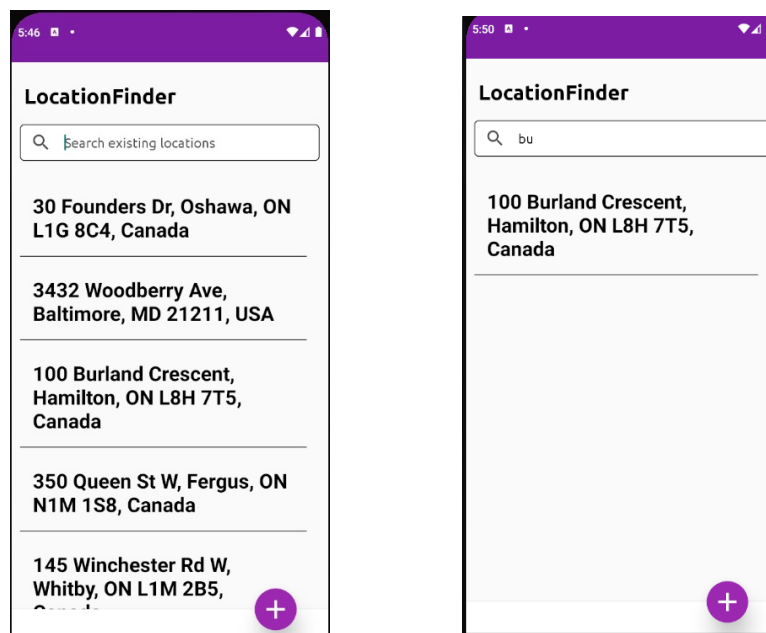 5:46
LocationFinder
Search existing locations
30 Founders Dr, Oshawa, ON
L1G 8C4, Canada
3432 Woodberry Ave,
Baltimore, MD 21211, USA
100 Burland Crescent,
Hamilton, ON L8H 7T5,
Canada
350 Queen St W, Fergus, ON
N1M 1S8, Canada
145 Winchester Rd W,
Whitby, ON L1M 2B5,
+
5:50
LocationFinder
bu
100 Burland Crescent,
Hamilton, ON L8H 7T5,
Canada
+